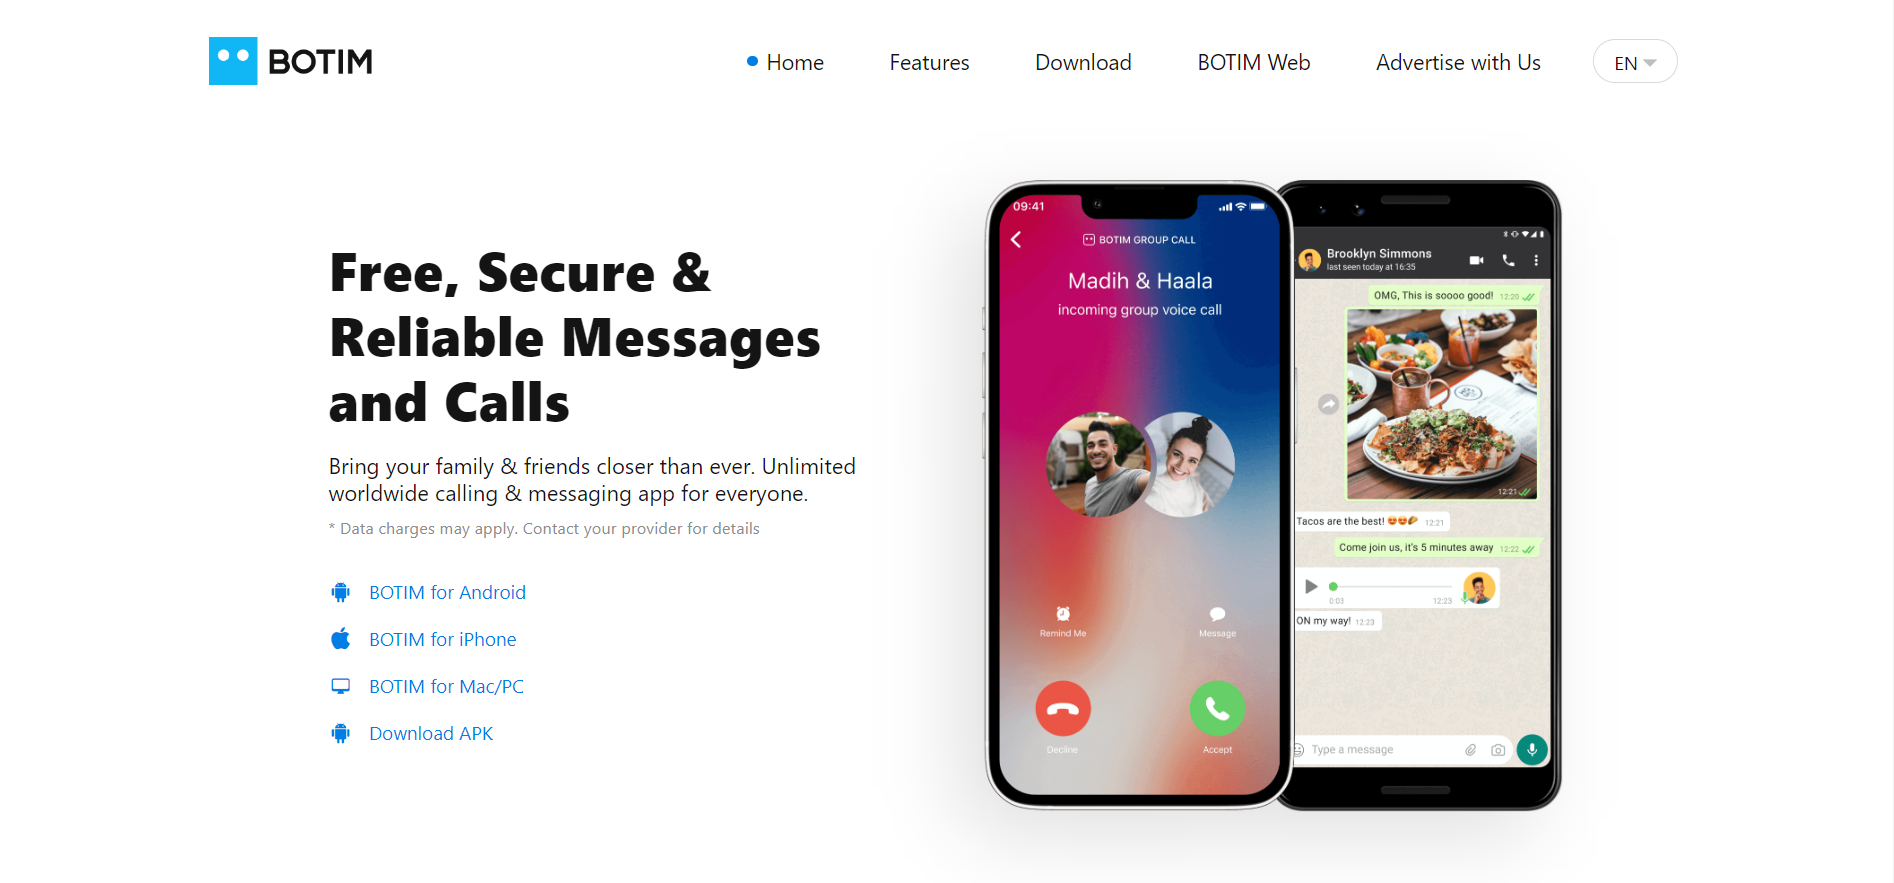 BOTIM
Home
Features
Download
BOTIM Web
Advertise with Us
EN
Free, Secure &
Reliable Messages
and Calls
Bring your family & friends closer than ever. Unlimited
worldwide calling & messaging app for everyone.
* Data charges may apply. Contact your provider for details
BOTIM for Android
BOTIM for iPhone
BOTIM for Mac/PC
Download APK
09:41
BOTIM GROUP CALL
Madih & Haala
incoming group voice call
Remind Me
Message
Decline
Accept
Brooklyn Simmons
last seen today at 16:35
OMG, This is soooo good! 12:20
12:21
Tacos are the best! 😍😍🌮 12:21
Come join us, it's 5 minutes away 12:22
0:03 12:23
ON my way! 12:23
Type a message